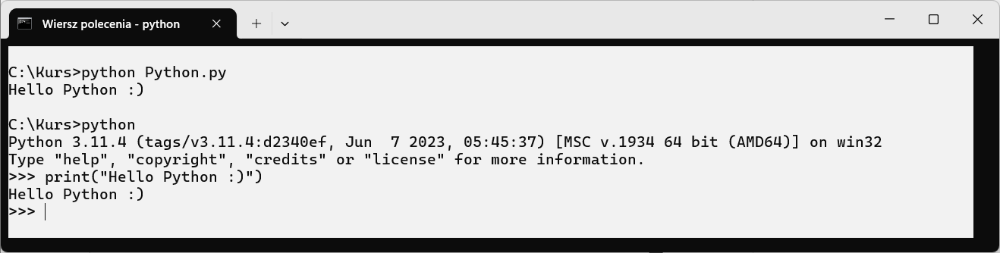 Wiersz polecenia - python
C:\Kurs>python Python.py
Hello Python :)
C:\Kurs>python
Python 3.11.4 (tags/v3.11.4:d2340ef, Jun  7 2023, 05:45:37) [MSC v.1934 64 bit (AMD64)] on win32
Type "help", "copyright", "credits" or "license" for more information.
>>> print("Hello Python :)")
Hello Python :)
>>>